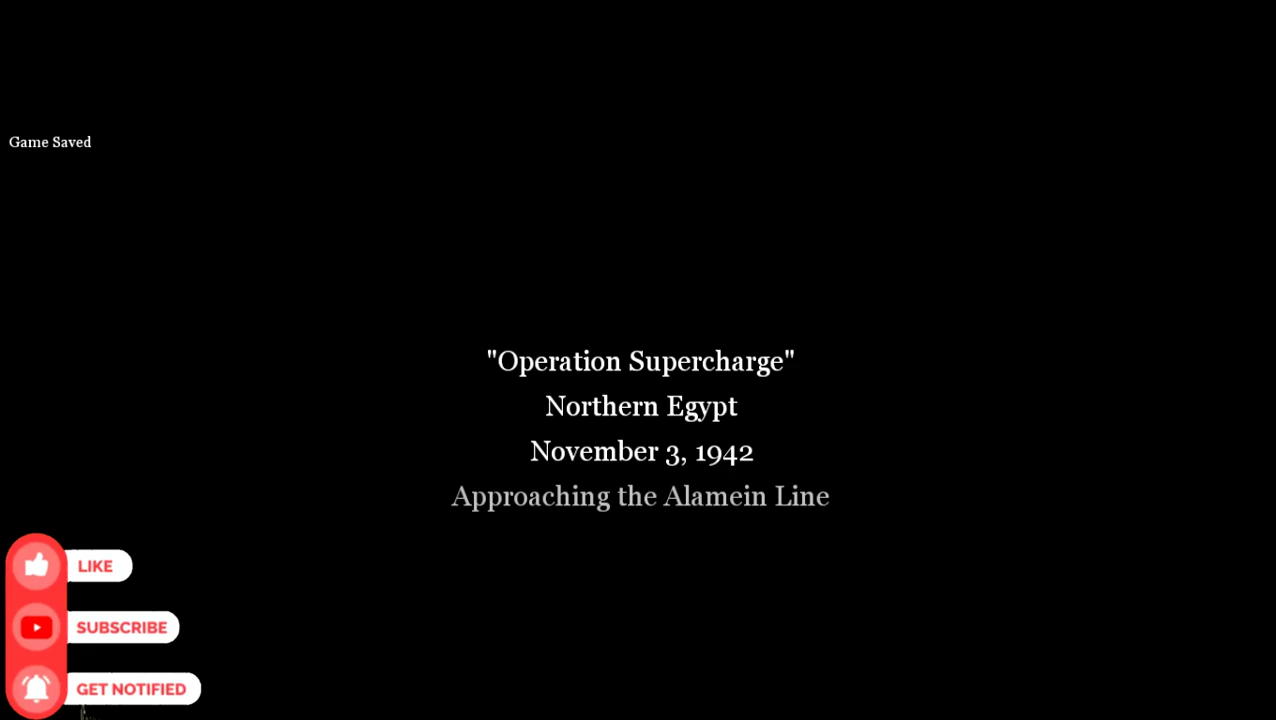 Game Saved
"Operation Supercharge"
Northern Egypt
November 3, 1942
Approaching the Alamein Line
LIKE
SUBSCRIBE
GET NOTIFIED